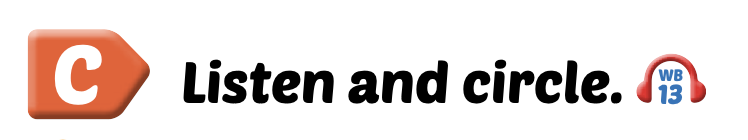 C Listen and circle. WB 13